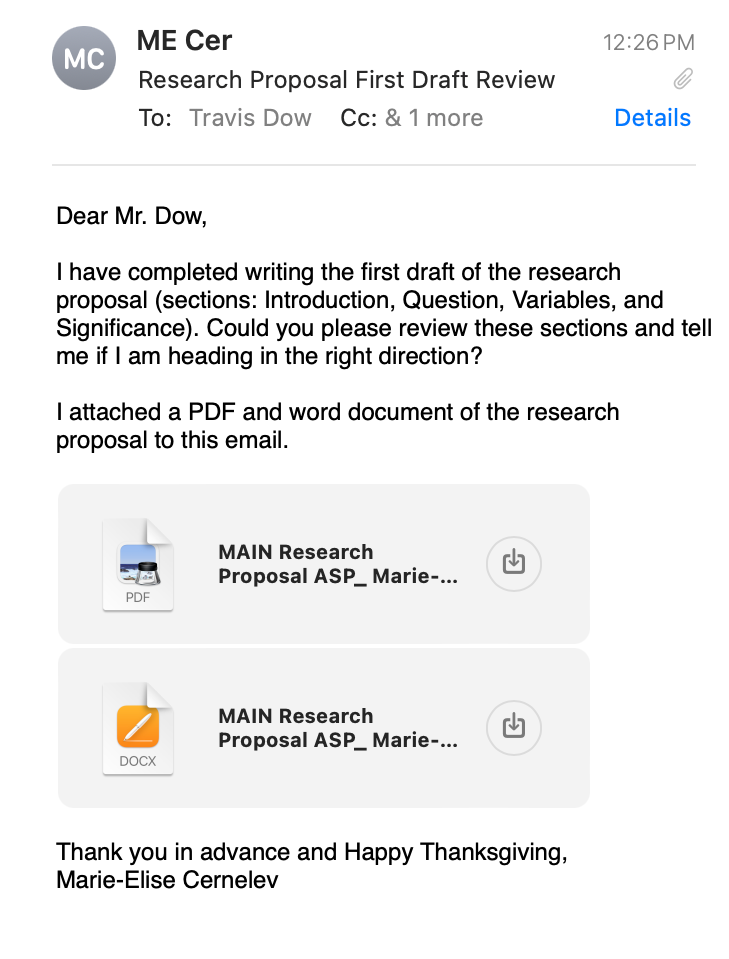 MC
ME Cer
12:26 PM
Research Proposal First Draft Review
To: Travis Dow Cc: & 1 more
Details
Dear Mr. Dow,
I have completed writing the first draft of the research
proposal (sections: Introduction, Question, Variables, and
Significance). Could you please review these sections and tell
me if I am heading in the right direction?
I attached a PDF and word document of the research
proposal to this email.
MAIN Research
Proposal ASP_ Marie-...
PDF
MAIN Research
Proposal ASP_ Marie-...
DOCX
Thank you in advance and Happy Thanksgiving,
Marie-Elise Cernelev